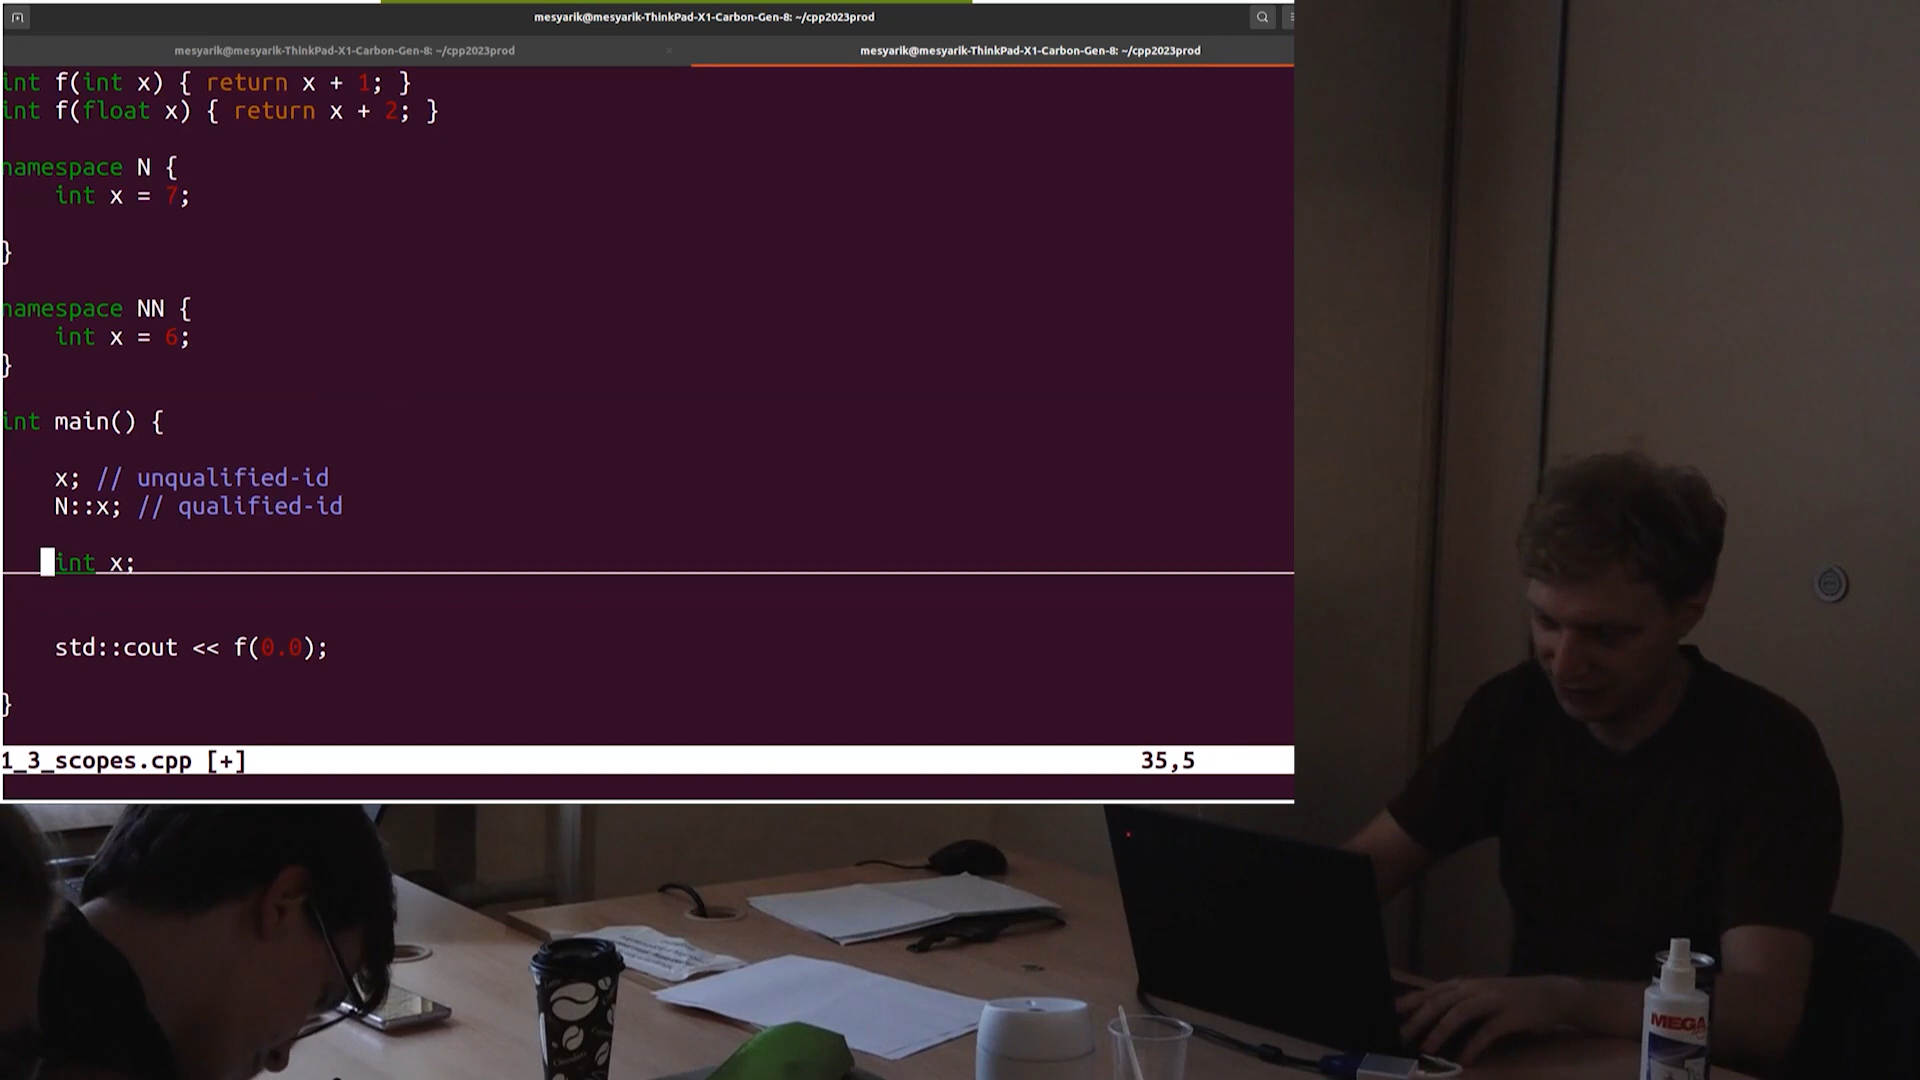 mesyarik@mesyarik-ThinkPad-X1-Carbon-Gen-8: ~/cpp2023prod
mesyarik@mesyarik-ThinkPad-X1-Carbon-Gen-8: ~/cpp2023prod
mesyarik@mesyarik-ThinkPad-X1-Carbon-Gen-8: ~/cpp2023prod
int f(int x) { return x + 1; }
int f(float x) { return x + 2; }
namespace N {
int x = 7;
}
namespace NN {
int x = 6;
}
int main() {
x; // unqualified-id
N::x; // qualified-id
int x;
std::cout << f(0.0);
}
1_3_scopes.cpp [+]
35,5
MEGA